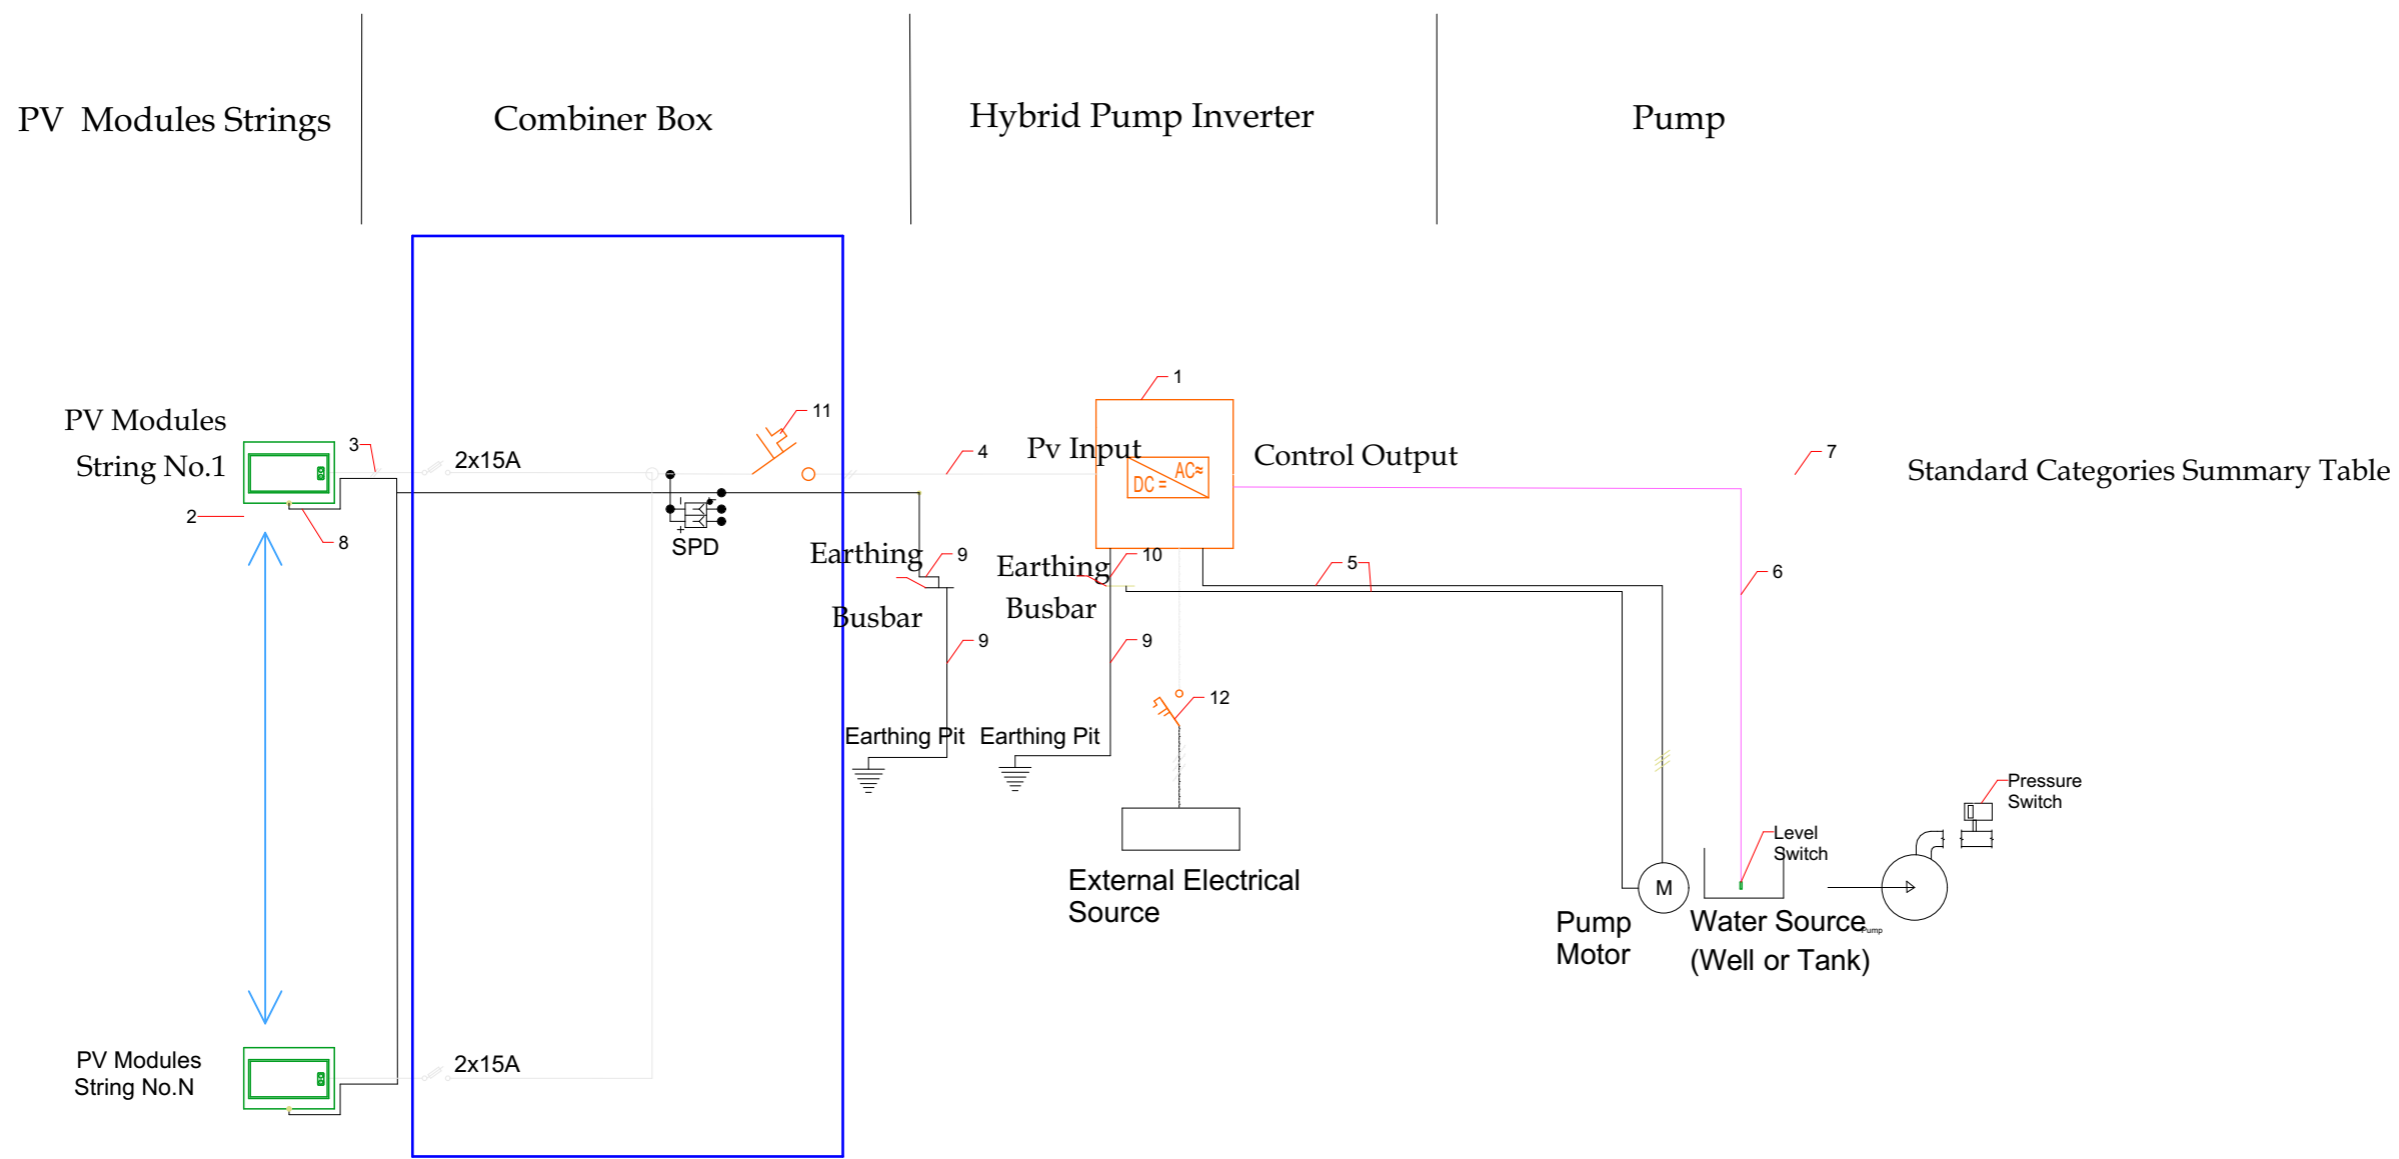 PV Modules Strings
Combiner Box
Hybrid Pump Inverter
Pump
PV Modules
String No.1
2
3
8
2x15A
11
SPD
4
Pv Input
1
DC =
AC≈
Control Output
7
Standard Categories Summary Table
Earthing
Busbar
9
9
Earthing Pit
Earthing
Busbar
10
9
Earthing Pit
5
6
12
External Electrical
Source
Pump
Motor
M
Level
Switch
Water Source
(Well or Tank)
Pump
Pressure
Switch
PV Modules
String No.N
2x15A